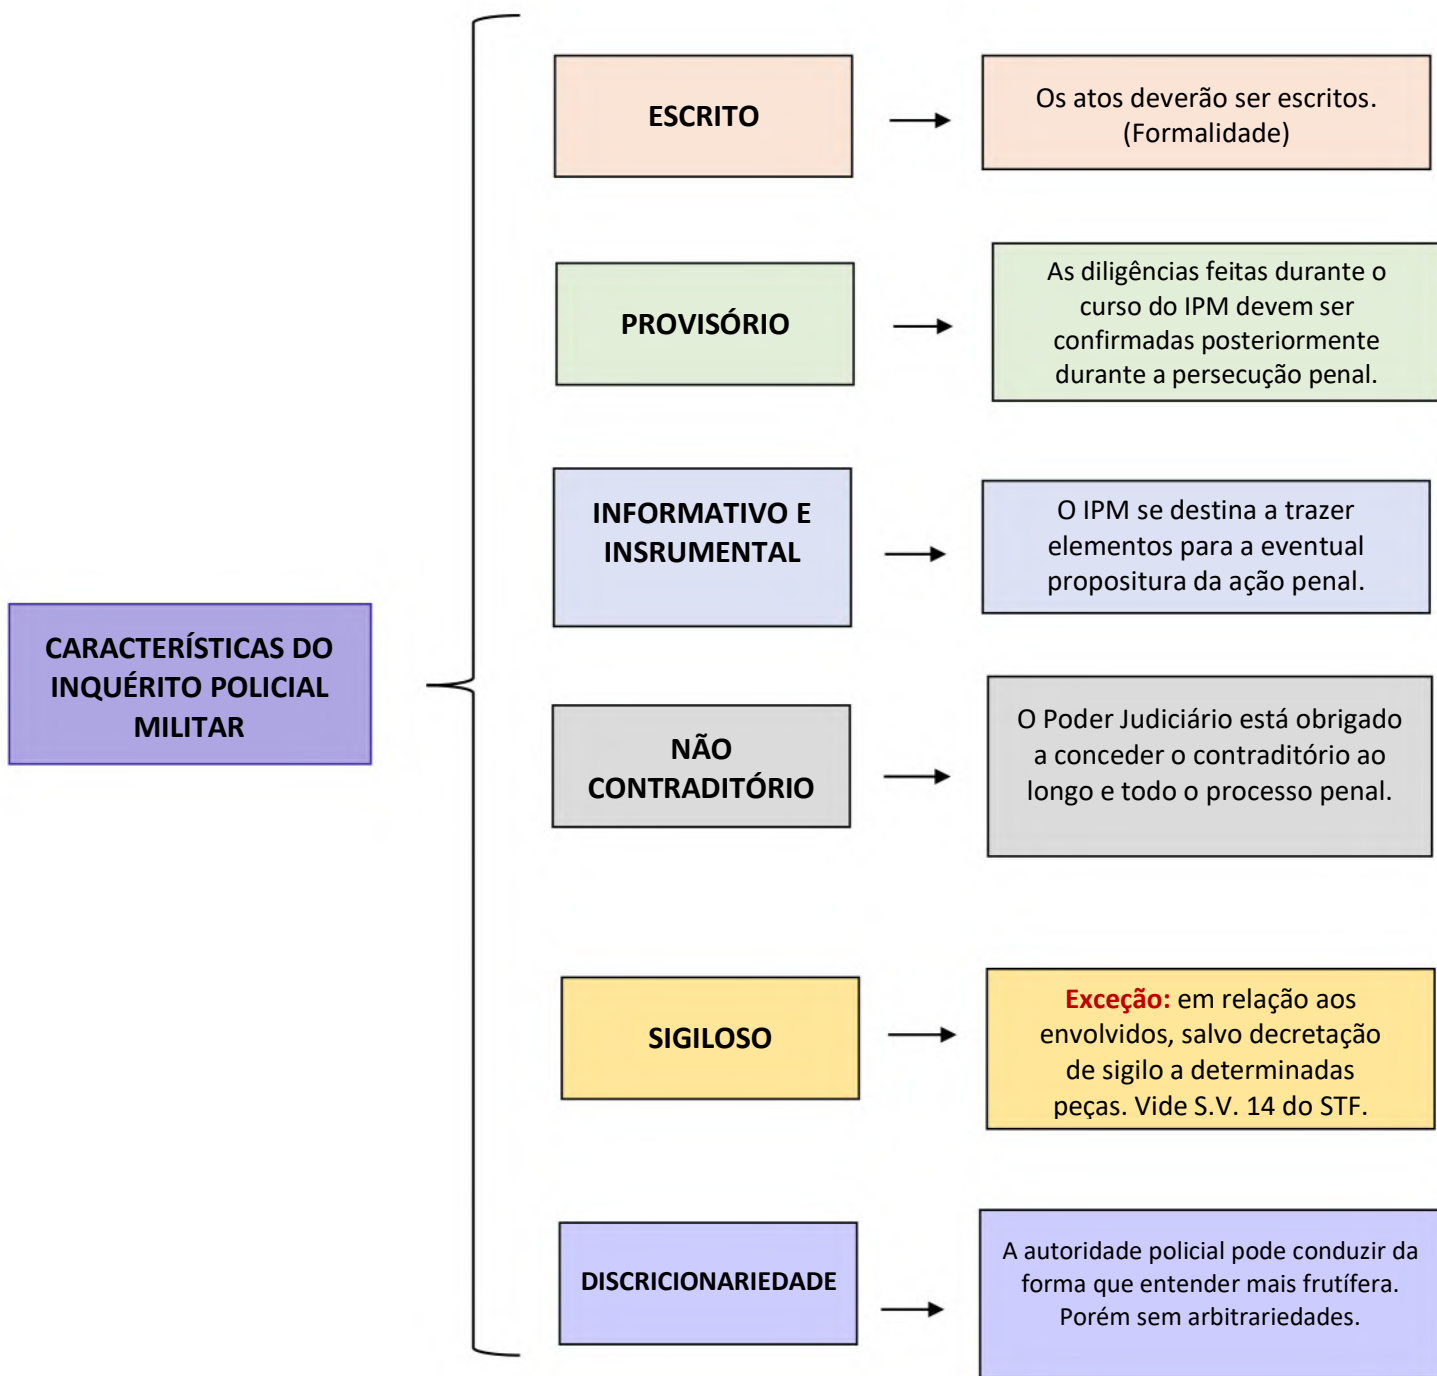 CARACTERÍSTICAS DO
INQUÉRITO POLICIAL
MILITAR
ESCRITO
Os atos deverão ser escritos.
(Formalidade)
PROVISÓRIO
As diligências feitas durante o
curso do IPM devem ser
confirmadas posteriormente
durante a persecução penal.
INFORMATIVO E
INSRUMENTAL
O IPM se destina a trazer
elementos para a eventual
propositura da ação penal.
NÃO
CONTRADITÓRIO
O Poder Judiciário está obrigado
a conceder o contraditório ao
longo e todo o processo penal.
SIGILOSO
Exceção: em relação aos
envolvidos, salvo decretação
de sigilo a determinadas
peças. Vide S.V. 14 do STF.
DISCRICIONARIEDADE
A autoridade policial pode conduzir da
forma que entender mais frutífera.
Porém sem arbitrariedades.